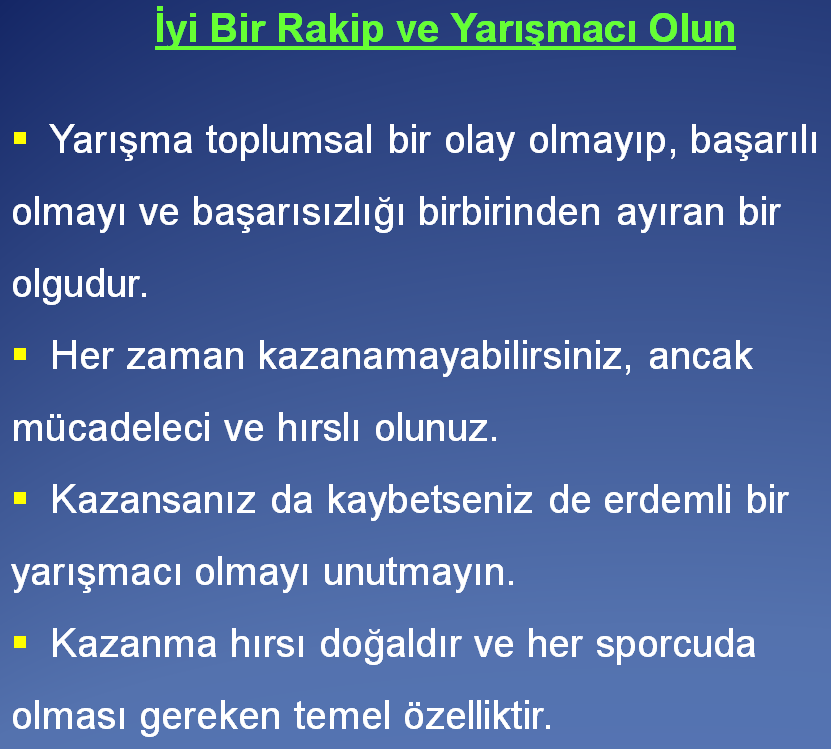 İyi Bir Rakip ve Yarışmacı Olun
▪ Yarışma toplumsal bir olay olmayıp, başarılı
olmayı ve başarısızlığı birbirinden ayıran bir
olgudur.
▪ Her zaman kazanamayabilirsiniz, ancak
mücadeleci ve hırslı olunuz.
▪ Kazansanız da kaybetseniz de erdemli bir
yarışmacı olmayı unutmayın.
▪ Kazanma hırsı doğaldır ve her sporcuda
olması gereken temel özelliktir.